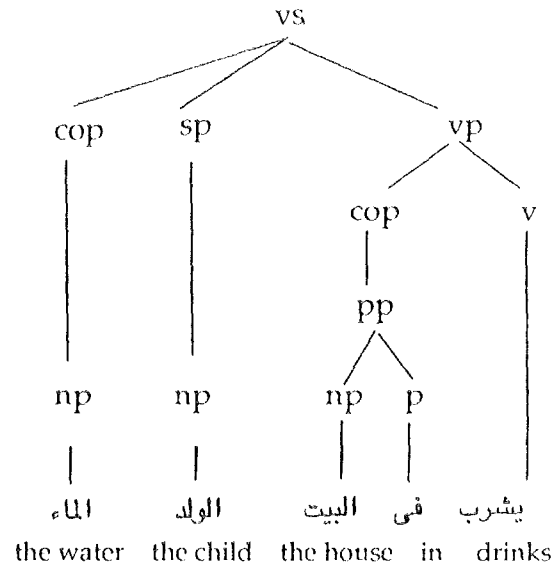 vs
cop sp vp
cop v
pp
np np np p
يشرب فى البيت الولد الماء
the water the child the house in drinks